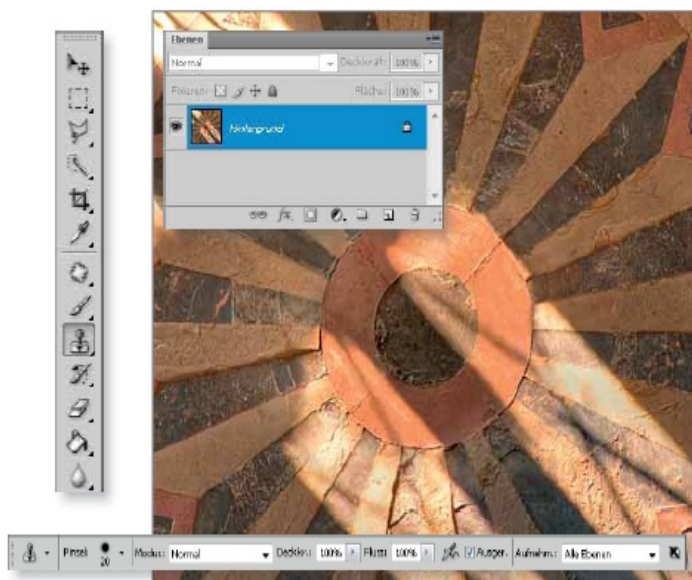 Ebenen
Normal Deckkraft: 100%
Fixieren: Fläche: 100%
Hintergrund
fx
Pinsel: 20 Modus: Normal Deckkr.: 100% Fluss: 100% Ausger. Aufnehm.: Alle Ebenen